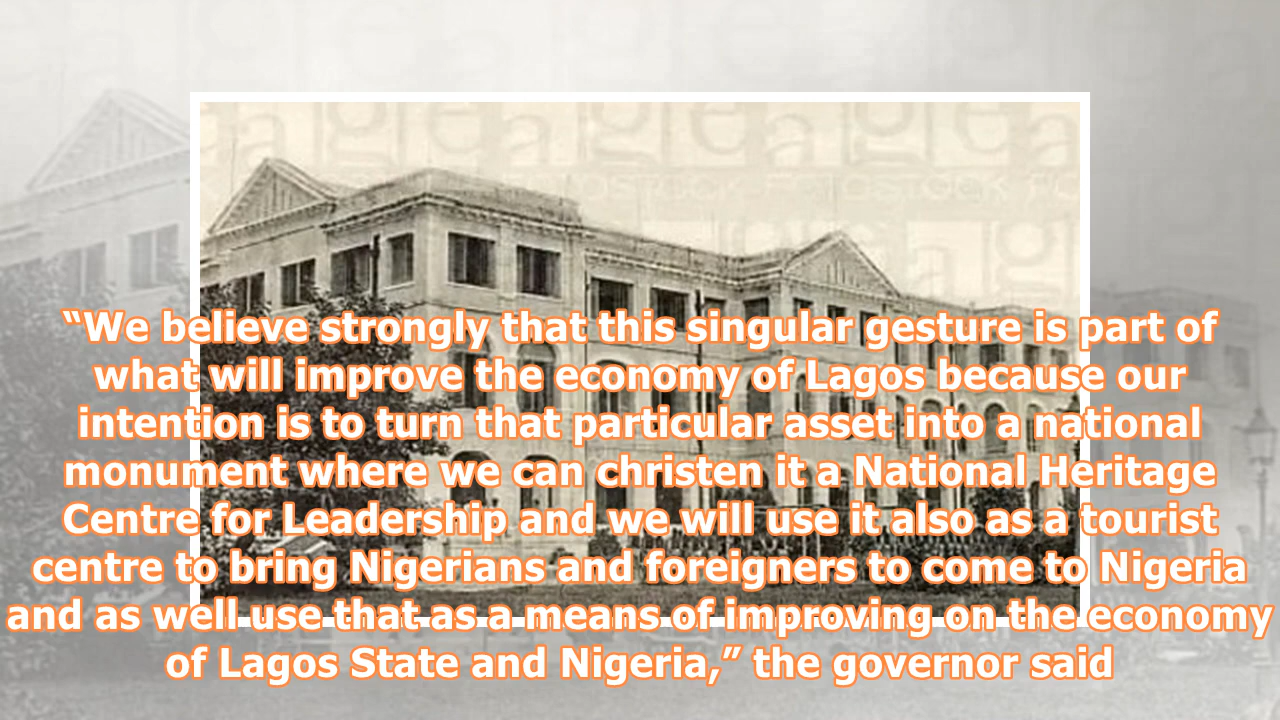 “We believe strongly that this singular gesture is part of
what will improve the economy of Lagos because our
intention is to turn that particular asset into a national
monument where we can christen it a National Heritage
Centre for Leadership and we will use it also as a tourist
centre to bring Nigerians and foreigners to come to Nigeria
and as well use that as a means of improving on the economy
of Lagos State and Nigeria,” the governor said